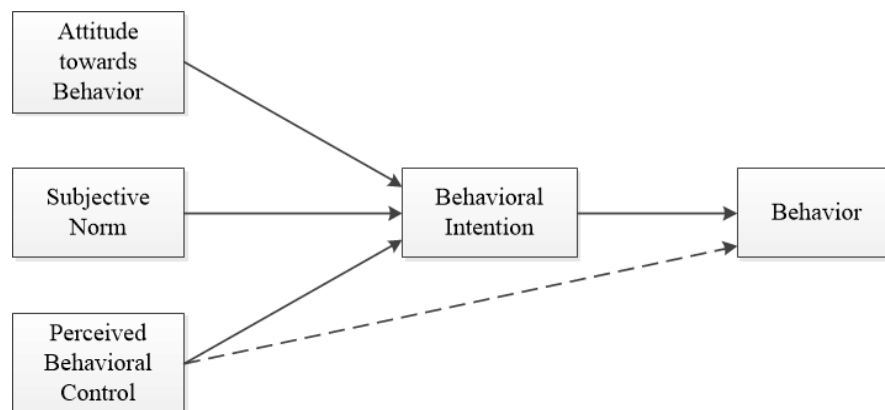 Attitude
towards
Behavior
Subjective
Norm
Behavioral
Intention
Behavior
Perceived
Behavioral
Control